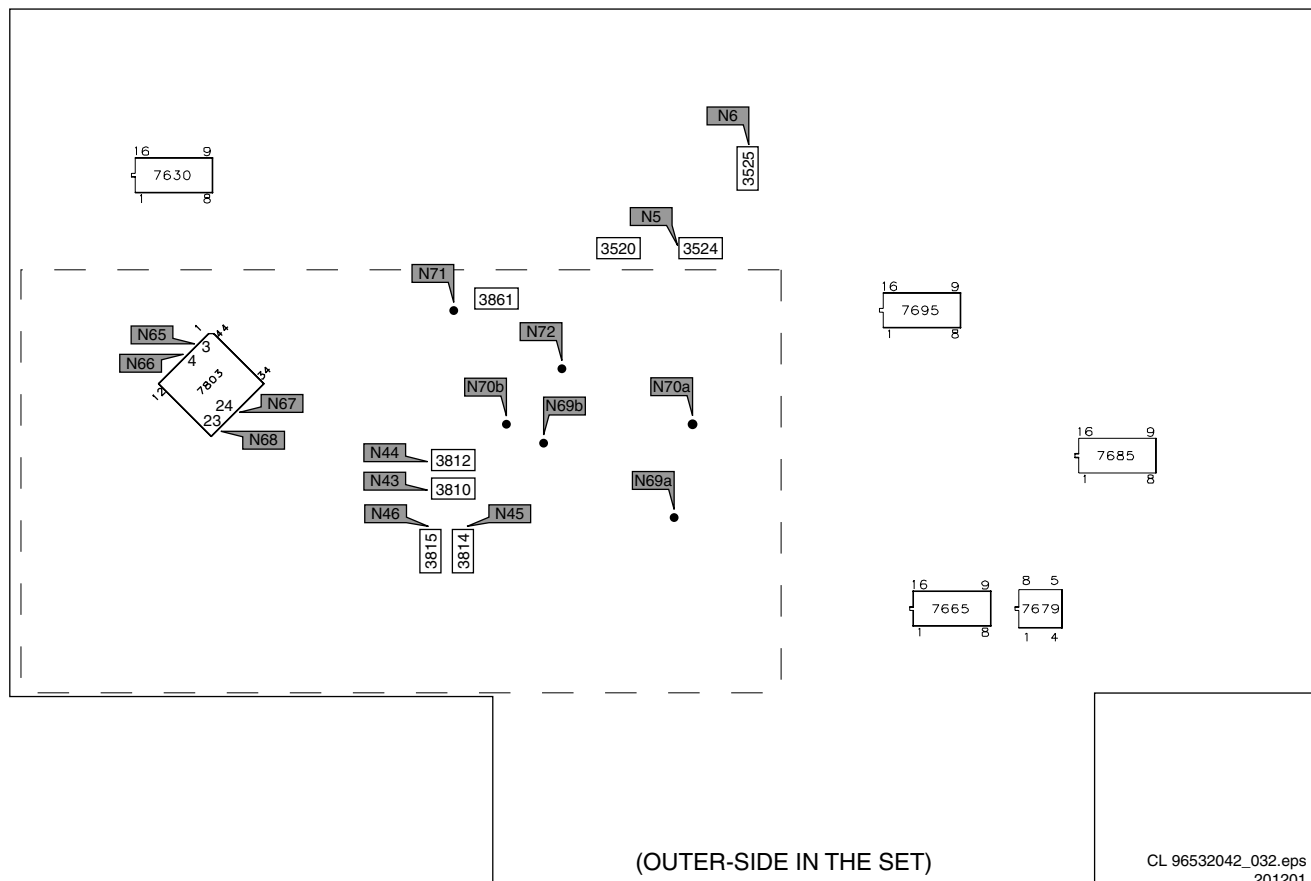 N6
16 9
7630
1 8
3525
N5
3520
3524
N71
3861
16 9
7695
1 8
N72
N65
N66
1
44
3
4
7803
12
34
24
23
N67
N68
N70b
N69b
N70a
N44
3812
N43
3810
N69a
16 9
7685
1 8
N46
N45
3815
3814
16 9
7665
1 8
8 5
7679
1 4
(OUTER-SIDE IN THE SET)
CL 96532042_032.eps
201201